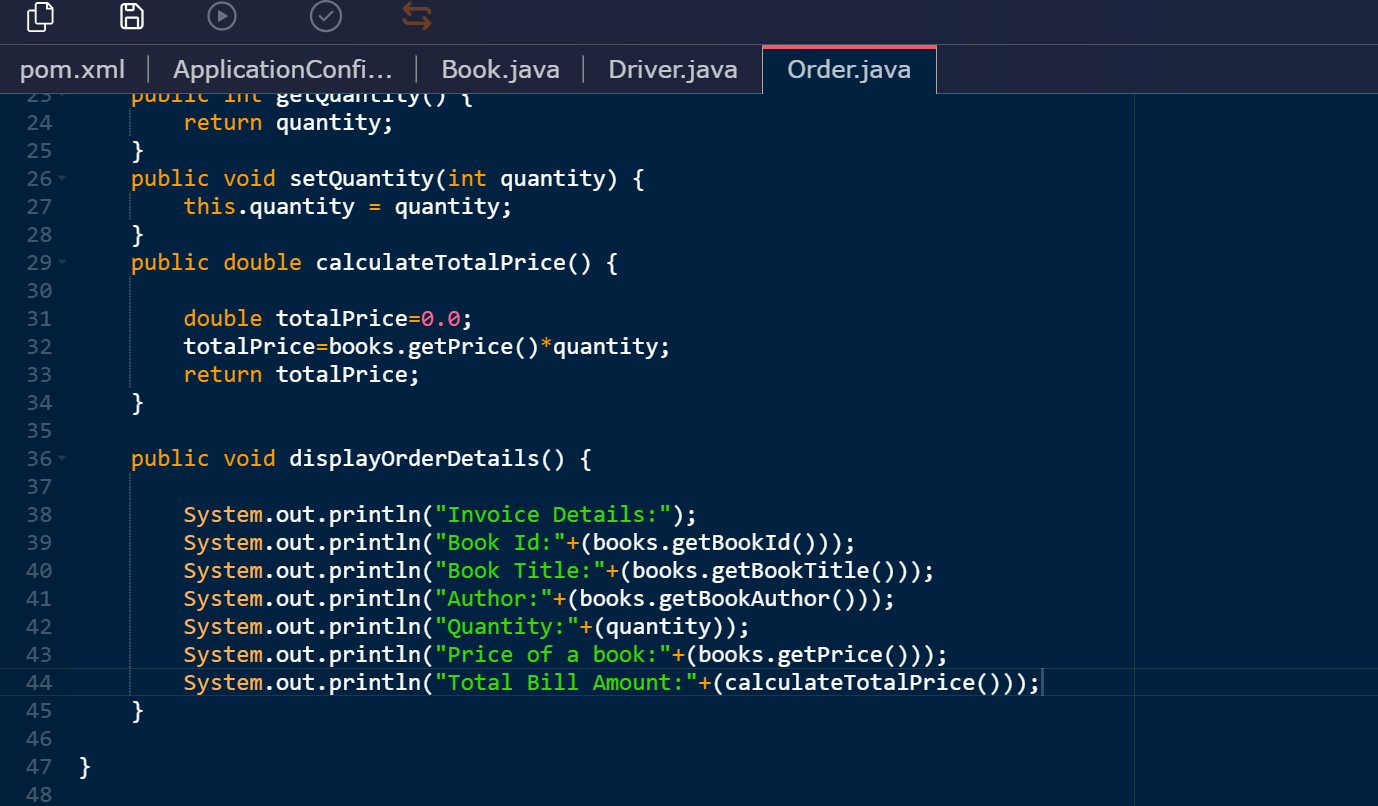 pom.xml
ApplicationConfi...
Book.java
Driver.java
Order.java
23 public int getQuantity() {
24 return quantity;
25 }
26 public void setQuantity(int quantity) {
27 this.quantity = quantity;
28 }
29 public double calculateTotalPrice() {
30
31 double totalPrice=0.0;
32 totalPrice=books.getPrice()*quantity;
33 return totalPrice;
34 }
35
36 public void displayOrderDetails() {
37
38 System.out.println("Invoice Details:");
39 System.out.println("Book Id:"+(books.getBookId()));
40 System.out.println("Book Title:"+(books.getBookTitle()));
41 System.out.println("Author:"+(books.getBookAuthor()));
42 System.out.println("Quantity:"+(quantity));
43 System.out.println("Price of a book:"+(books.getPrice()));
44 System.out.println("Total Bill Amount:"+(calculateTotalPrice()));
45 }
46
47 }
48